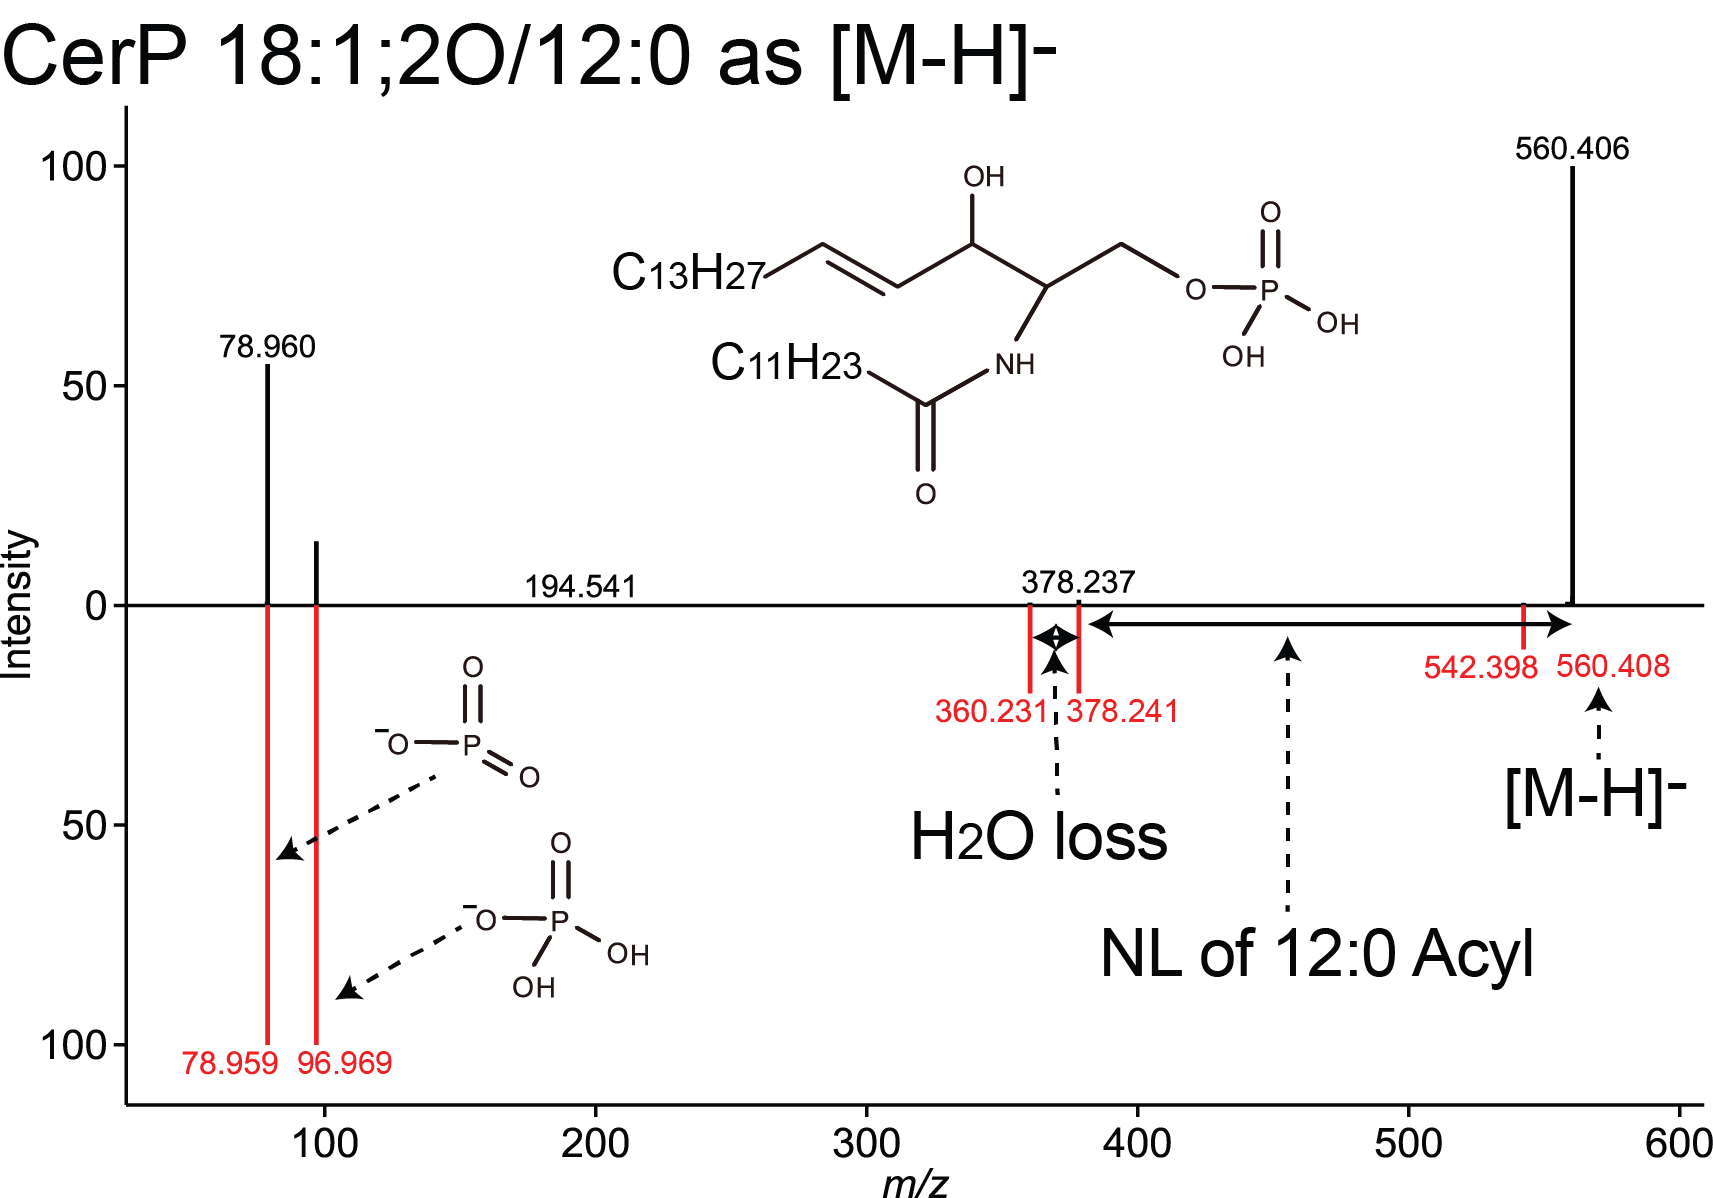 CerP 18:1;2O/12:0 as [M-H]⁻
100
560.406
OH
O
C13H27
O
P
OH
OH
78.960
C11H23
NH
50
O
Intensity
194.541
378.237
0
542.398
560.408
360.231
378.241
O
⁻O
P
O
[M-H]⁻
H2O loss
50
O
⁻O
P
OH
OH
NL of 12:0 Acyl
100
78.959
96.969
100
200
300
400
500
600
m/z